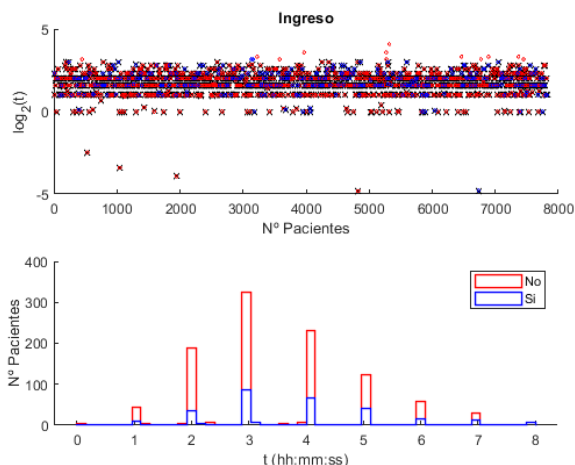 Ingreso
5
0
-5
log2(t)
0 1000 2000 3000 4000 5000 6000 7000 8000
Nº Pacientes
400
300
200
100
0
Nº Pacientes
No
Si
0 1 2 3 4 5 6 7 8
t (hh:mm:ss)